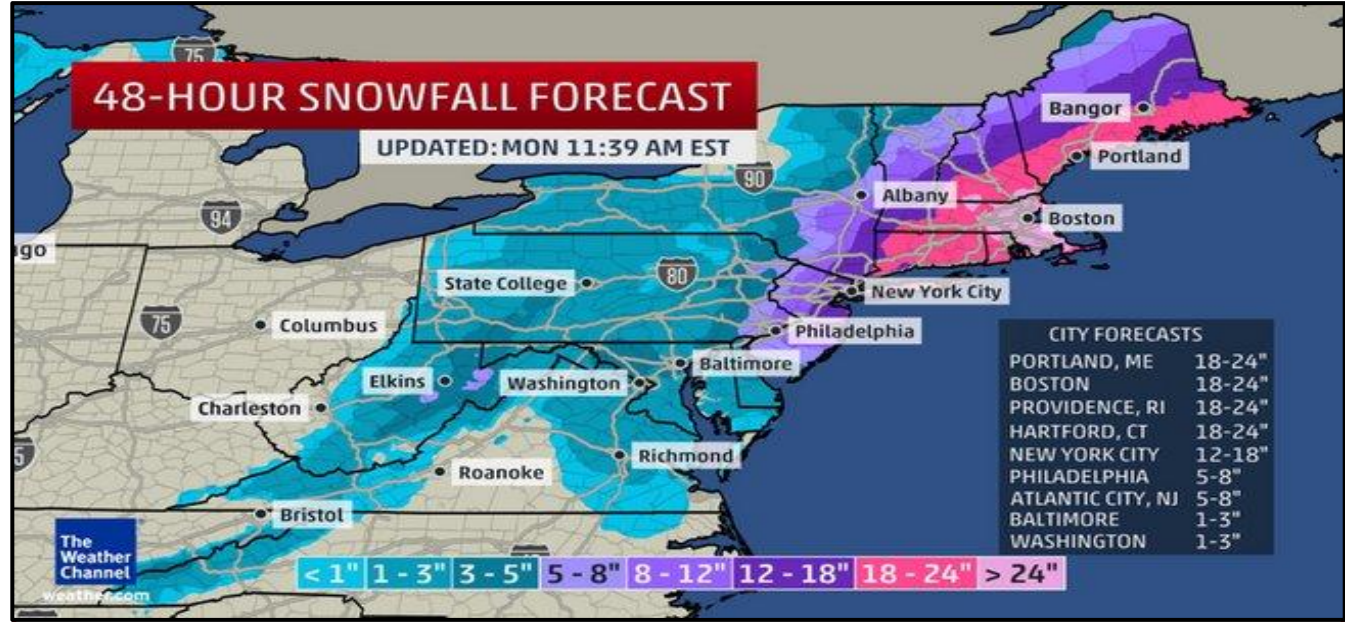 75
48-HOUR SNOWFALL FORECAST
UPDATED: MON 11:39 AM EST
Bangor
Portland
90
Albany
94
Boston
ago
State College
80
New York City
75
Columbus
Philadelphia
Baltimore
Elkins
Washington
Charleston
Richmond
Roanoke
Bristol
CITY FORECASTS
PORTLAND, ME 18-24"
BOSTON 18-24"
PROVIDENCE, RI 18-24"
HARTFORD, CT 18-24"
NEW YORK CITY 12-18"
PHILADELPHIA 5-8"
ATLANTIC CITY, NJ 5-8"
BALTIMORE 1-3"
WASHINGTON 1-3"
The
Weather
Channel
weather.com
< 1" 1 - 3" 3 - 5" 5 - 8" 8 - 12" 12 - 18" 18 - 24" > 24"